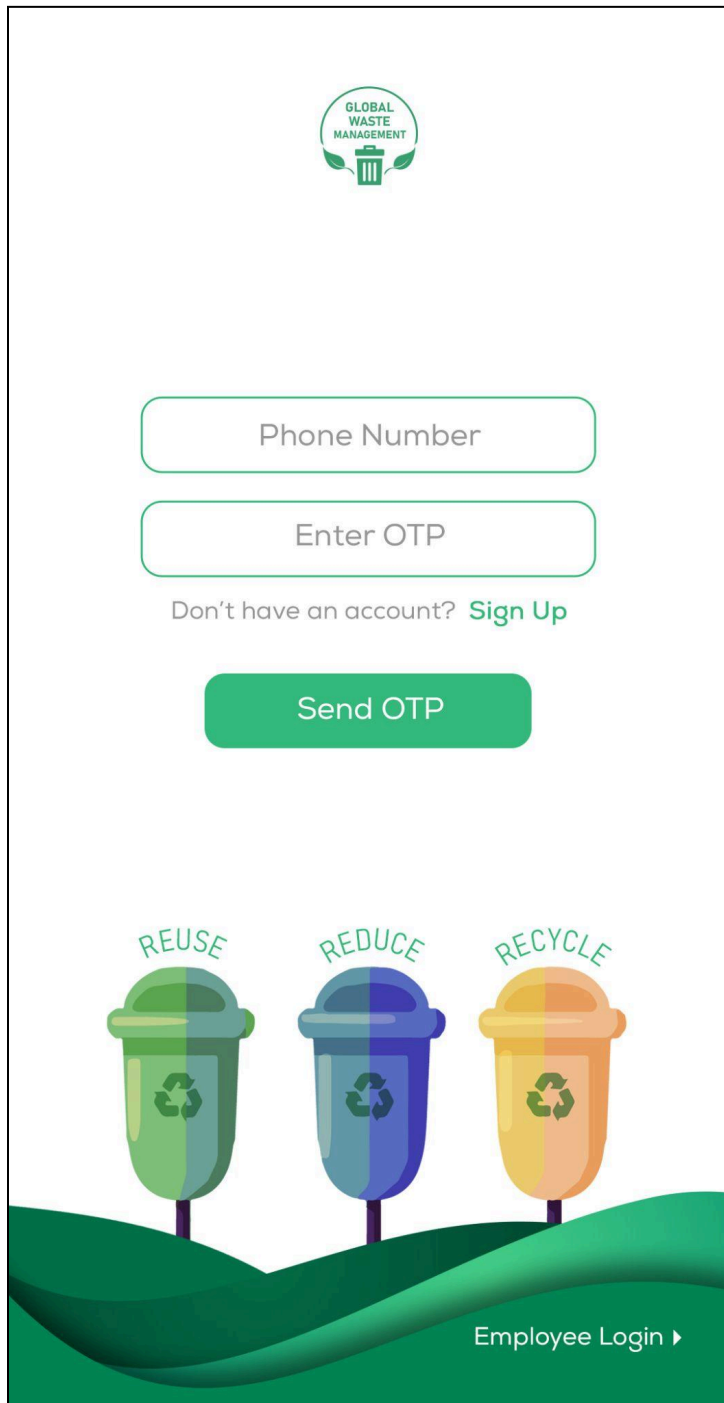 GLOBAL
WASTE
MANAGEMENT
Phone Number
Enter OTP
Don’t have an account? Sign Up
Send OTP
REUSE REDUCE RECYCLE
Employee Login